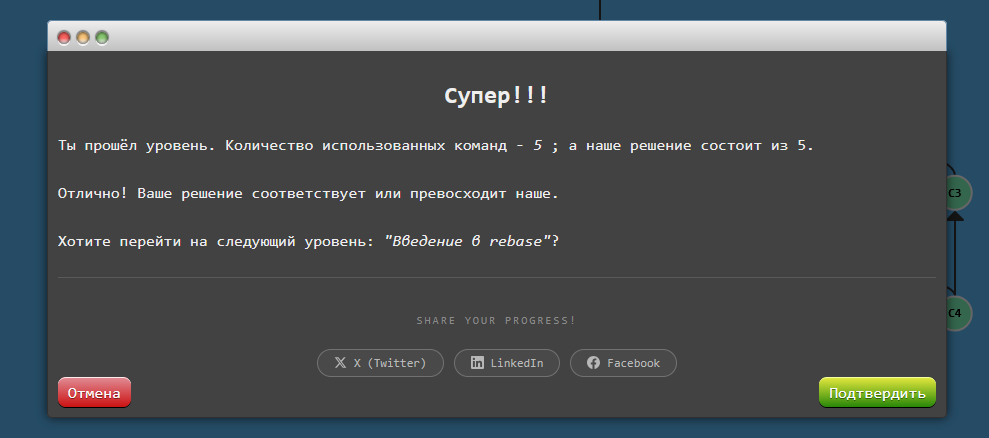 Супер!!!
Ты прошёл уровень. Количество использованных команд - 5 ; а наше решение состоит из 5.
Отлично! Ваше решение соответствует или превосходит наше.
Хотите перейти на следующий уровень: "Введение в rebase"?
C3
C4
SHARE YOUR PROGRESS!
X (Twitter) LinkedIn Facebook
Отмена Подтвердить